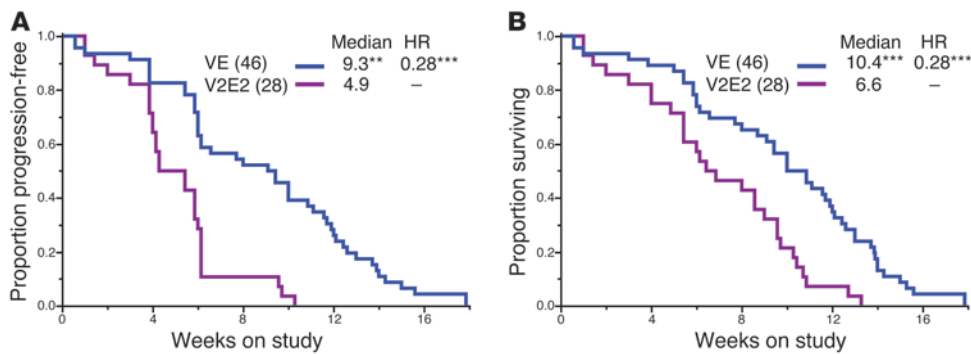 A
Median HR
VE (46) 9.3** 0.28***
V2E2 (28) 4.9 –
Proportion progression-free
1.0
0.8
0.6
0.4
0.2
0.0
0 4 8 12 16
Weeks on study
B
Median HR
VE (46) 10.4*** 0.28***
V2E2 (28) 6.6 –
Proportion surviving
1.0
0.8
0.6
0.4
0.2
0.0
0 4 8 12 16
Weeks on study